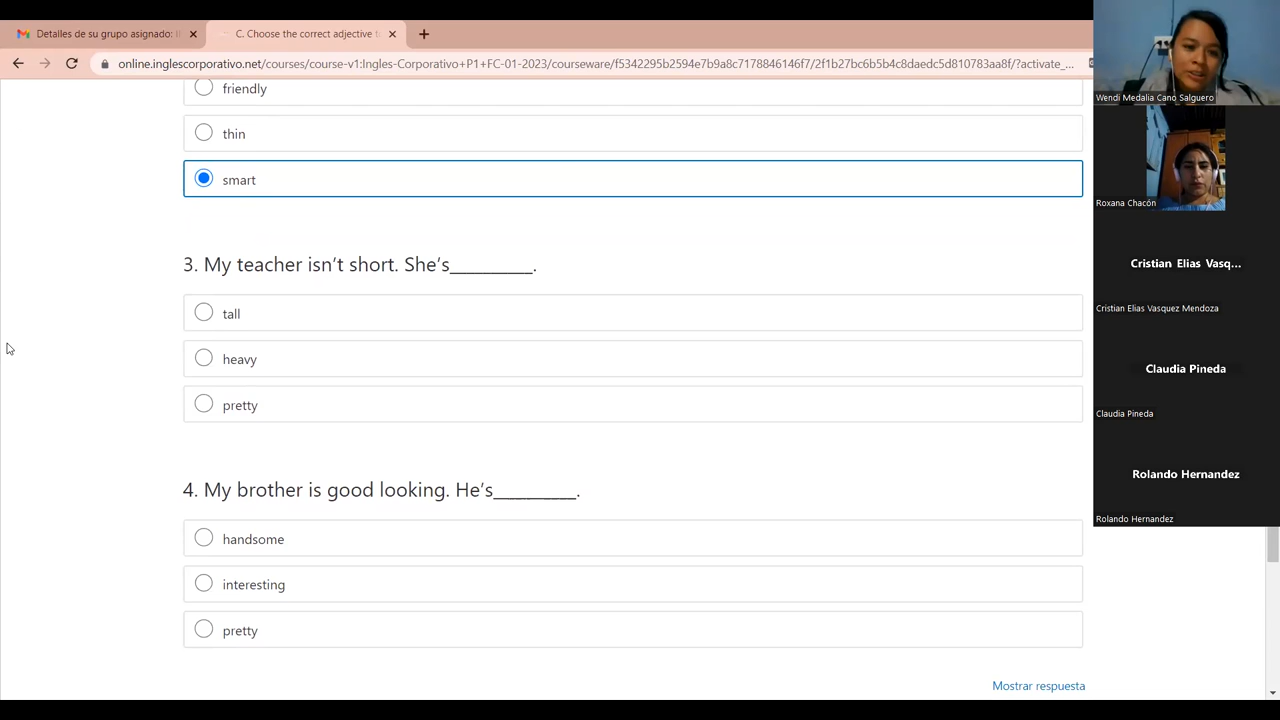 Detalles de su grupo asignado: I
C. Choose the correct adjective t
online.inglescorporativo.net/courses/course-v1:Ingles-Corporativo+P1+FC-01-2023/courseware/f5342295b2594e7b9a8c7178846146f7/2f1b27bc6b5b4c8daedc5d810783aa8f/?activate_...
friendly
thin
smart
3. My teacher isn’t short. She’s__________.
tall
heavy
pretty
4. My brother is good looking. He’s__________.
handsome
interesting
pretty
Mostrar respuesta
Wendi Medalia Cano Salguero
Roxana Chacón
Cristian Elias Vasq...
Cristian Elias Vasquez Mendoza
Claudia Pineda
Claudia Pineda
Rolando Hernandez
Rolando Hernandez